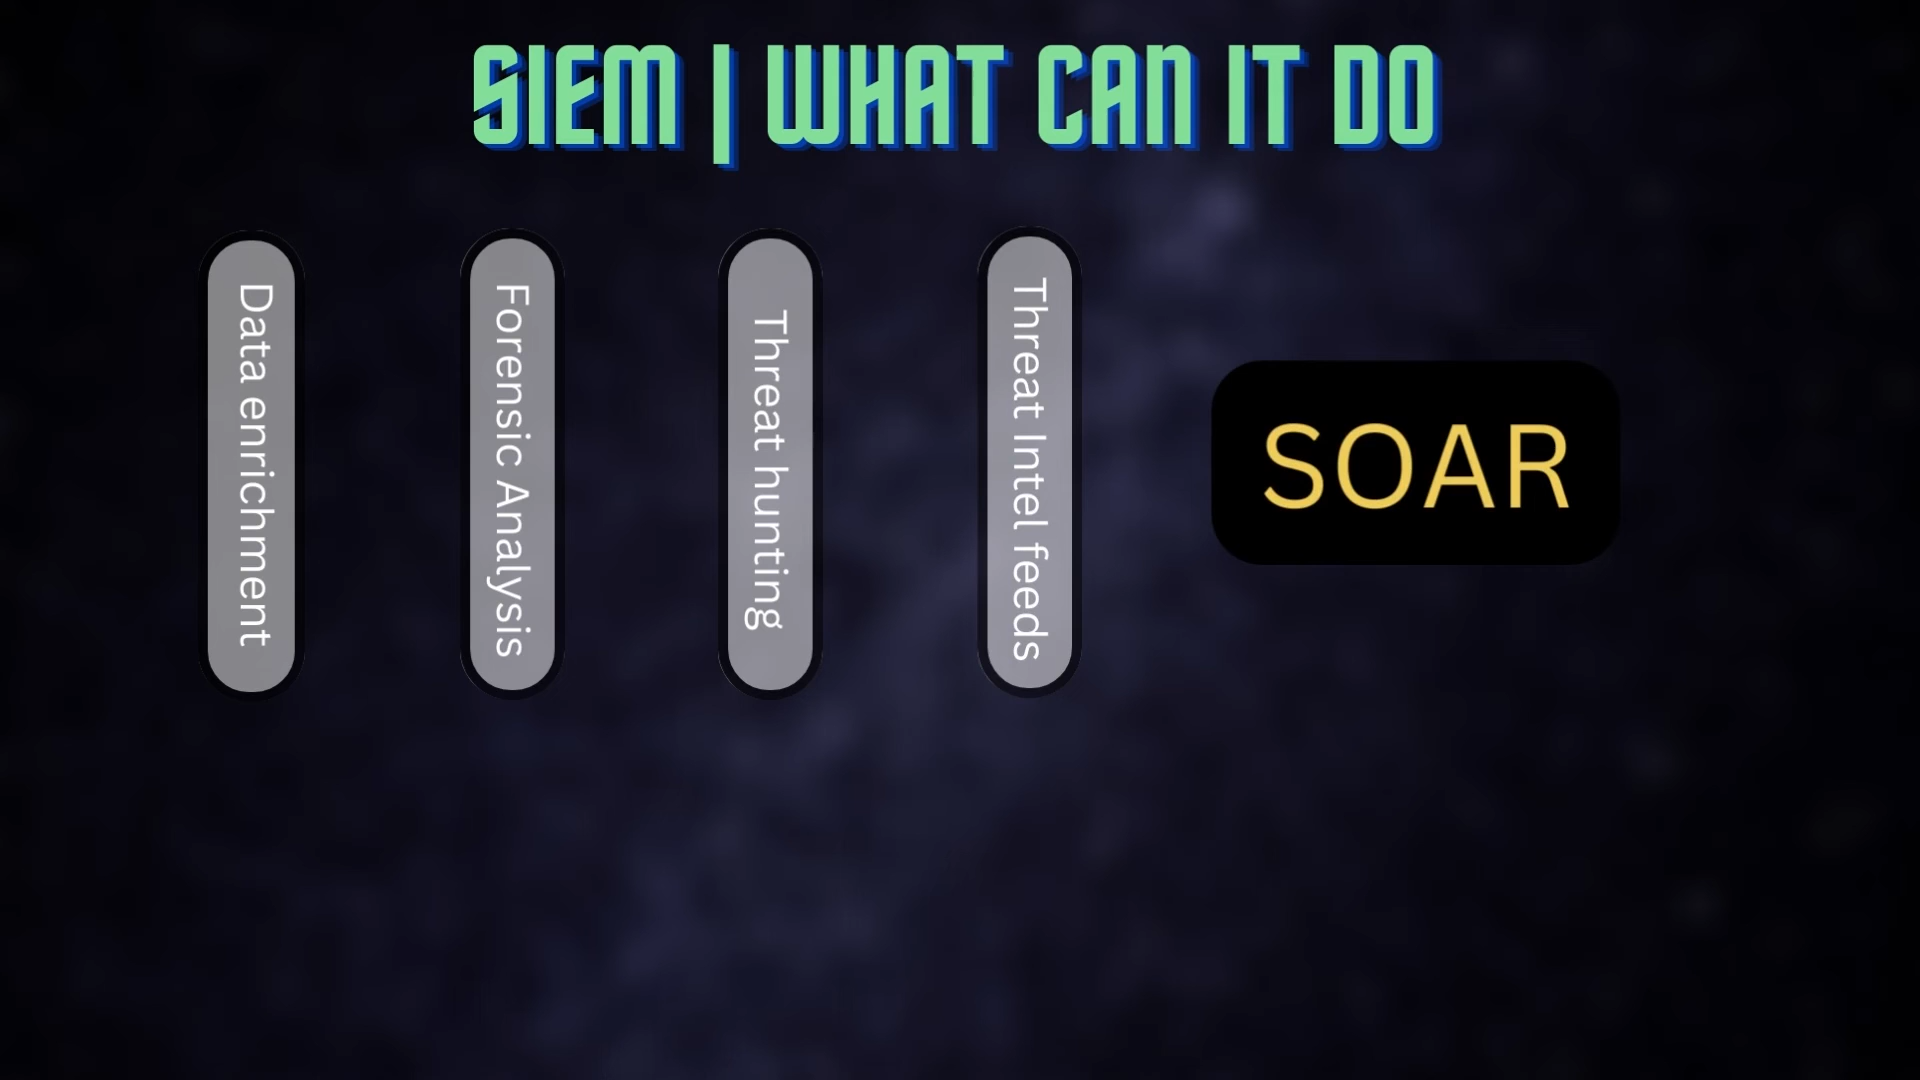 SIEM | WHAT CAN IT DO
Data enrichment
Forensic Analysis
Threat hunting
Threat Intel feeds
SOAR